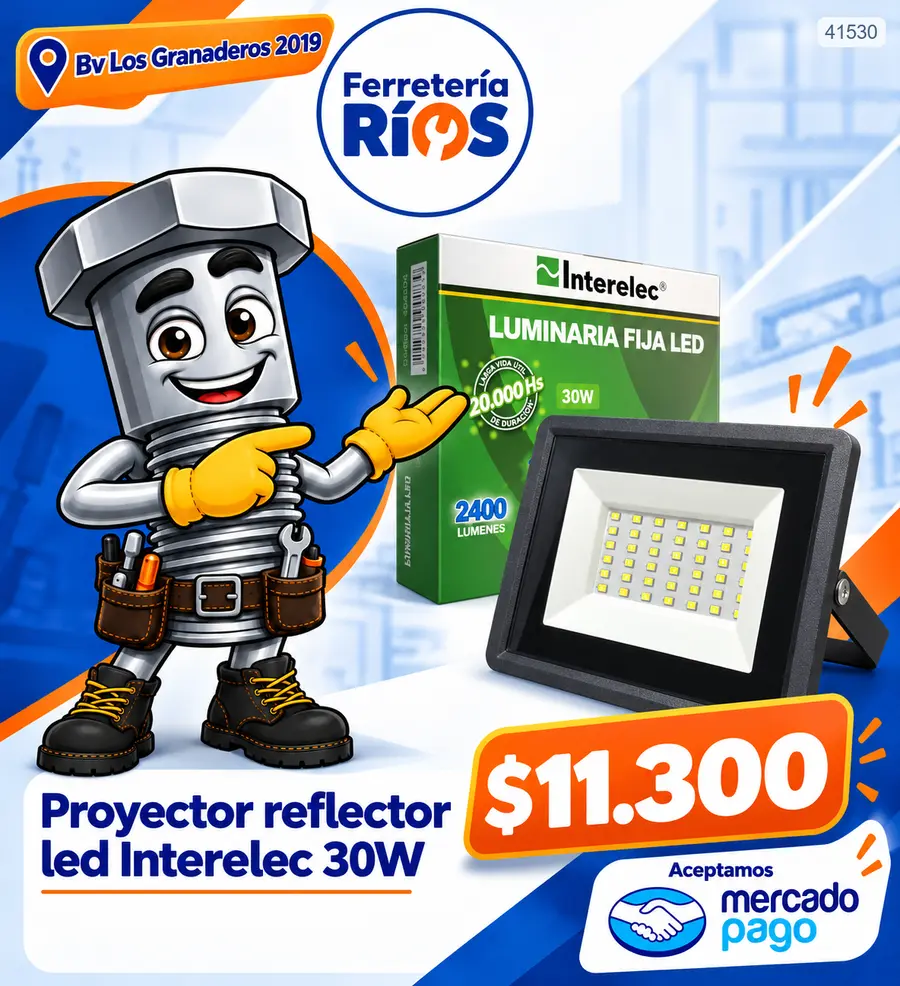 Bv Los Granaderos 2019
41530
Ferretería
Ríos
Interelec®
LUMINARIA FIJA LED
LARGA VIDA UTIL
20.000 Hs
DE DURACIÓN
30W
2400
LUMENES
$11.300
Proyector reflector
led Interelec 30W
Aceptamos
mercado
pago